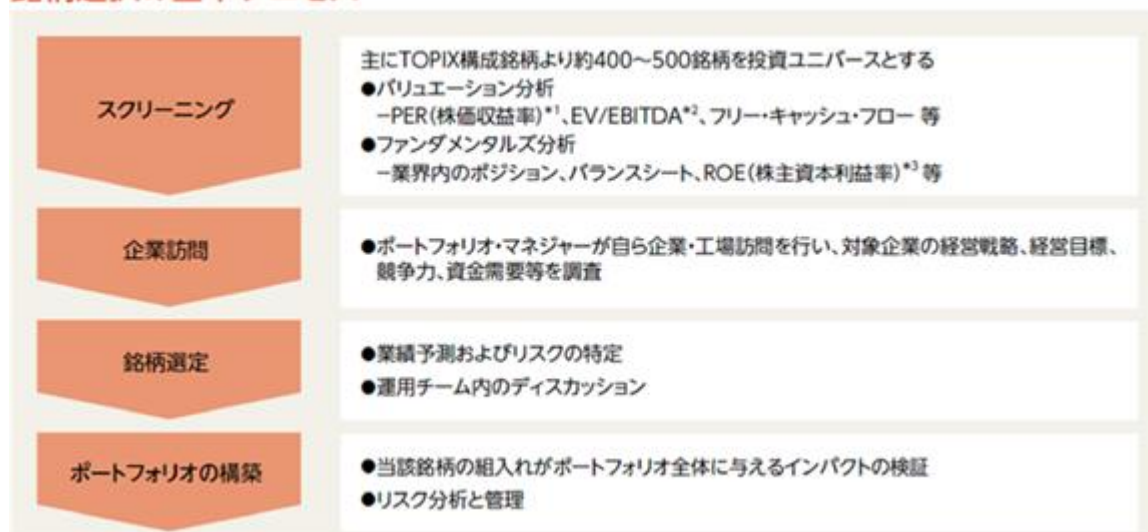 スクリーニング
主にTOPIX構成銘柄より約400～500銘柄を投資ユニバースとする
●バリュエーション分析
－PER(株価収益率)*1、EV/EBITDA*2、フリー・キャッシュ・フロー 等
●ファンダメンタルズ分析
－業界内のポジション、バランスシート、ROE(株主資本利益率)*3 等
企業訪問
●ポートフォリオ・マネジャーが自ら企業・工場訪問を行い、対象企業の経営戦略、経営目標、
競争力、資金需要等を調査
銘柄選定
●業績予測およびリスクの特定
●運用チーム内のディスカッション
ポートフォリオの構築
●当該銘柄の組入れがポートフォリオ全体に与えるインパクトの検証
●リスク分析と管理